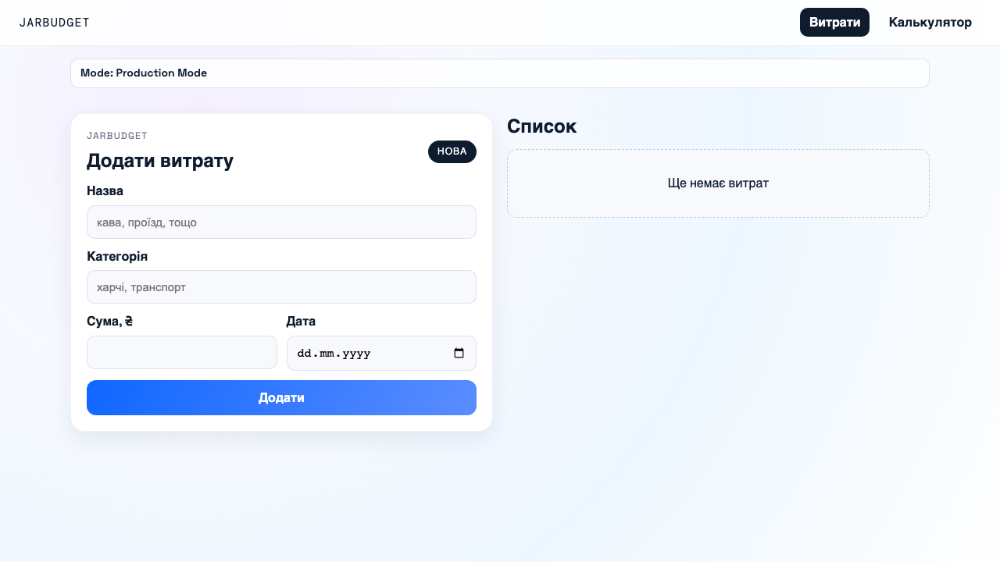 JARBUDGET
Витрати
Калькулятор
Mode: Production Mode
JARBUDGET
Додати витрату
НОВА
Назва
кава, проїзд, тощо
Категорія
харчі, транспорт
Сума, ₴
Дата
dd.mm.yyyy
Додати
Список
Ще немає витрат